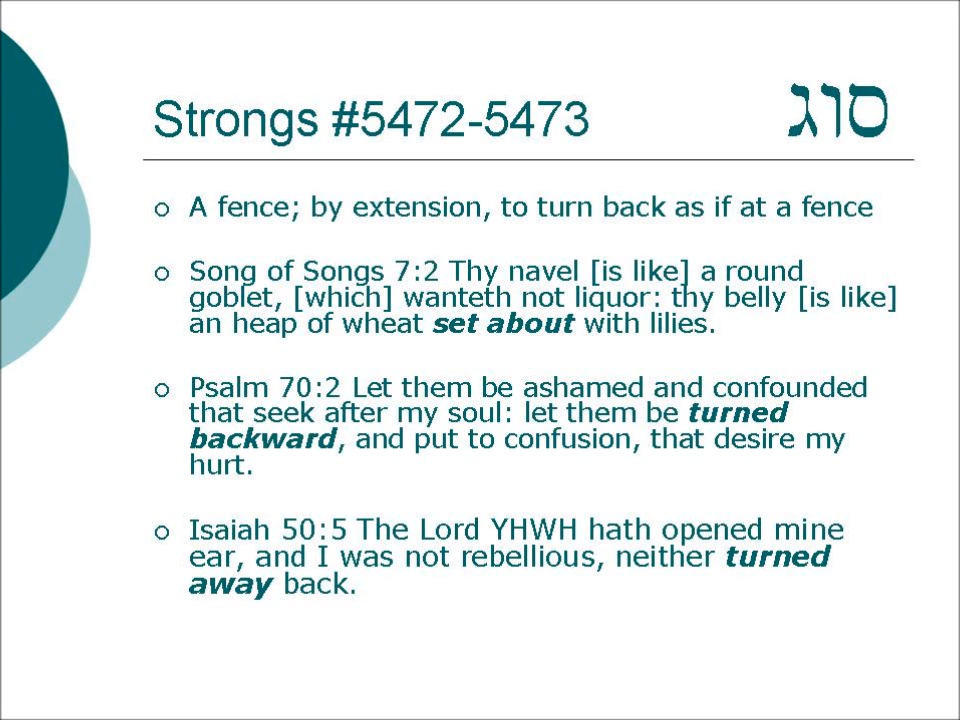 Strongs #5472-5473 סוג
A fence; by extension, to turn back as if at a fence
Song of Songs 7:2 Thy navel [is like] a round
goblet, [which] wanteth not liquor: thy belly [is like]
an heap of wheat set about with lilies.
Psalm 70:2 Let them be ashamed and confounded
that seek after my soul: let them be turned
backward, and put to confusion, that desire my
hurt.
Isaiah 50:5 The Lord YHWH hath opened mine
ear, and I was not rebellious, neither turned
away back.